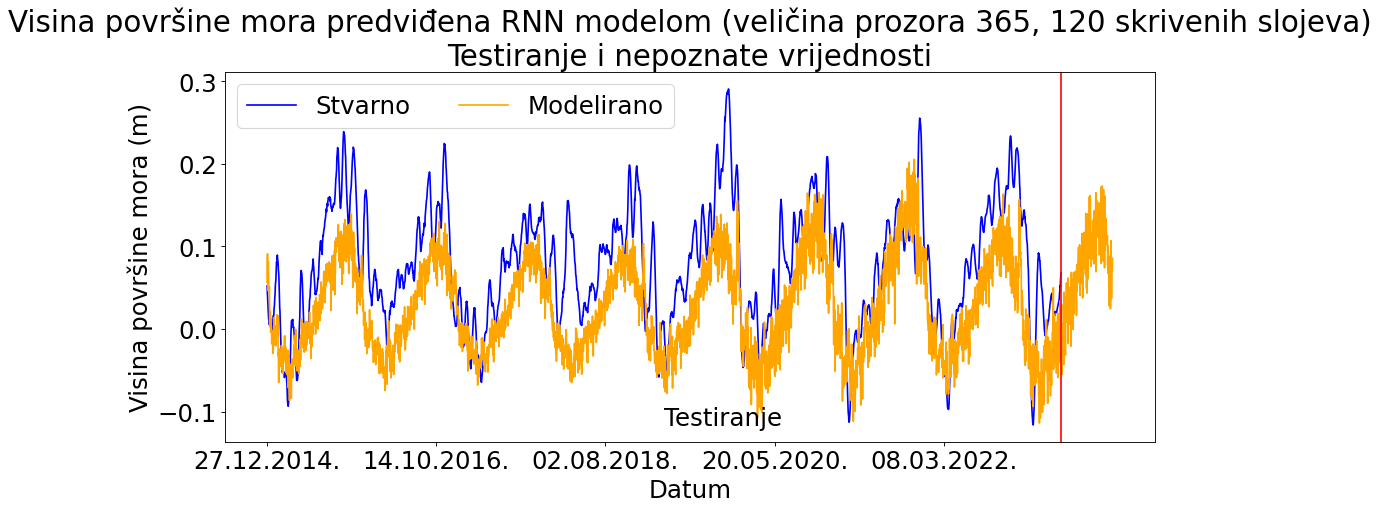 Visina površine mora predviđena RNN modelom (veličina prozora 365, 120 skrivenih slojeva)
Testiranje i nepoznate vrijednosti
Stvarno Modelirano
Visina površine mora (m)
0.3
0.2
0.1
0.0
−0.1
Testiranje
27.12.2014. 14.10.2016. 02.08.2018. 20.05.2020. 08.03.2022.
Datum